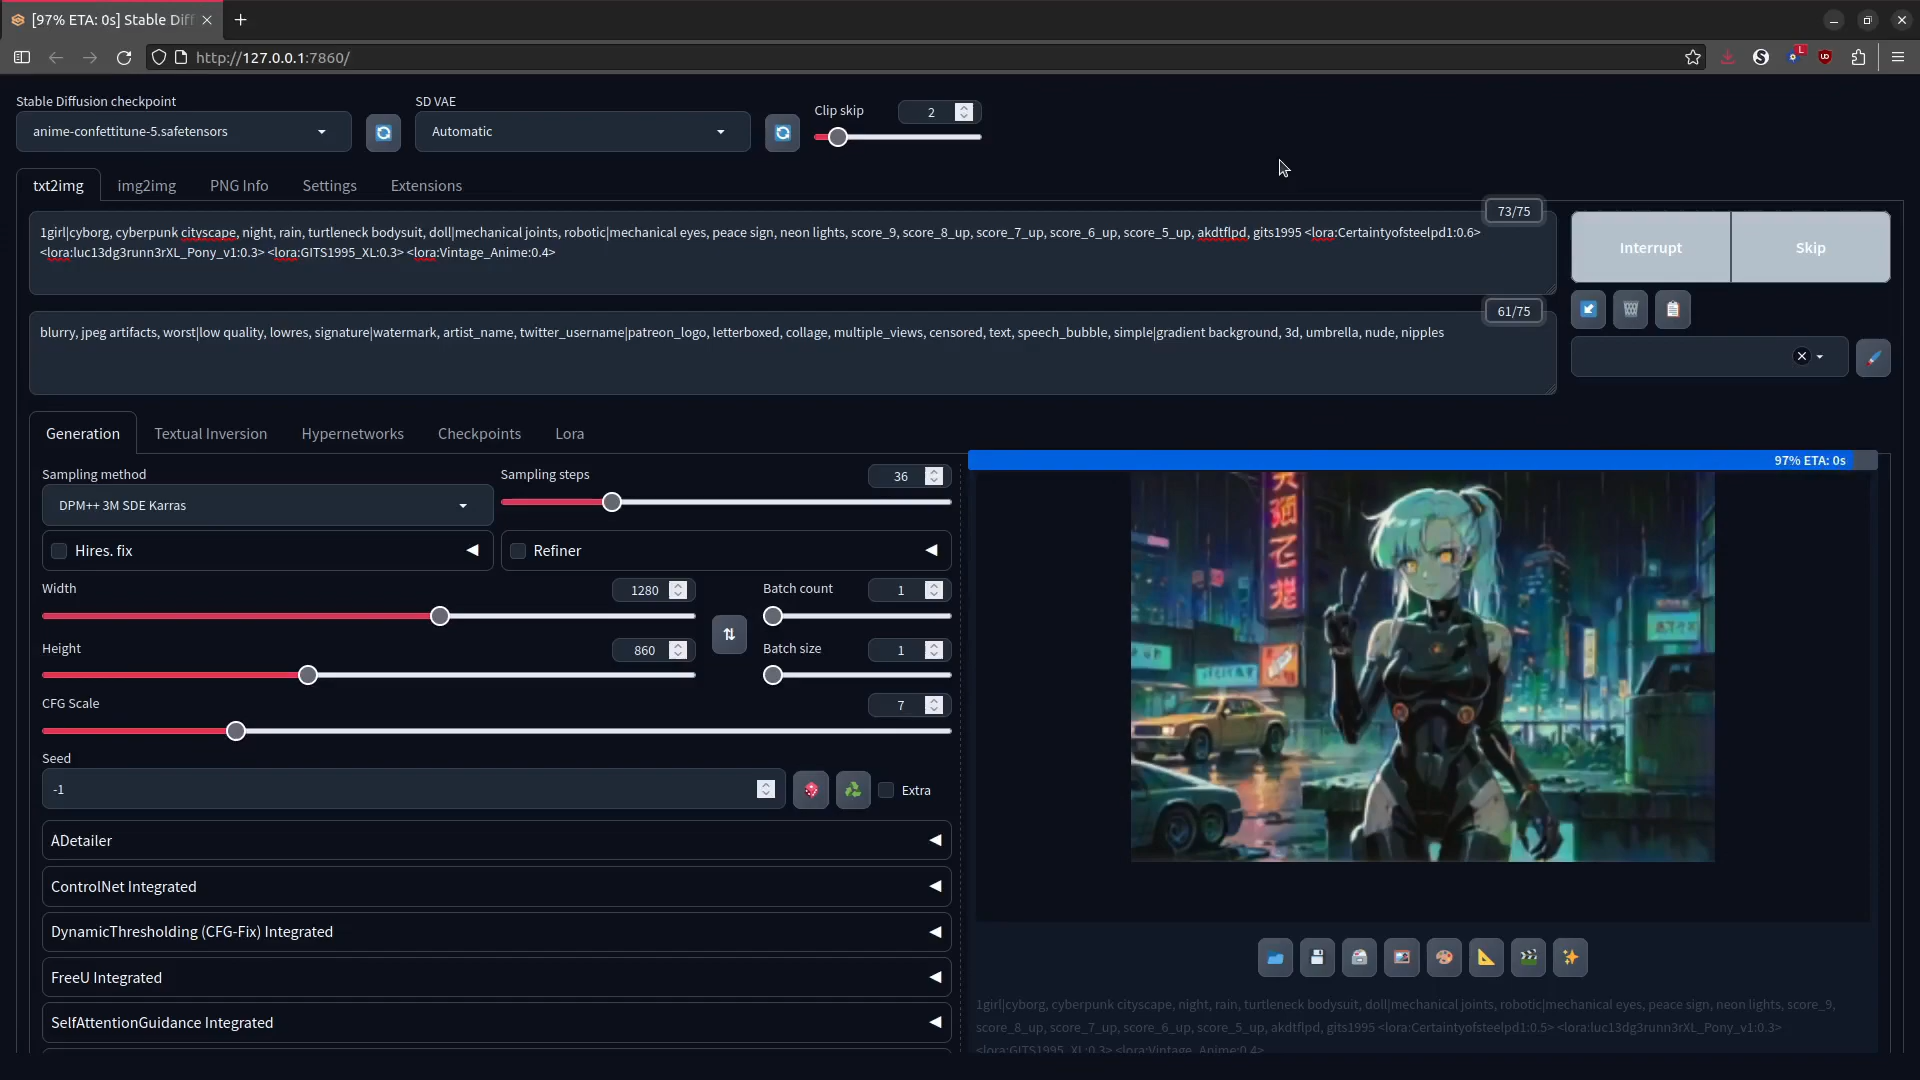 [97% ETA: 0s] Stable Diff
http://127.0.0.1:7860/
L
Stable Diffusion checkpoint
SD VAE
Clip skip
2
anime-confettitune-5.safetensors
Automatic
txt2img
img2img
PNG Info
Settings
Extensions
73/75
1girl|cyborg, cyberpunk cityscape, night, rain, turtleneck bodysuit, doll|mechanical joints, robotic|mechanical eyes, peace sign, neon lights, score_9, score_8_up, score_7_up, score_6_up, score_5_up, akdtflpd, gits1995 <lora:Certaintyofsteelpd1:0.6>
<lora:luc13dg3runn3rXL_Pony_v1:0.3> <lora:GITS1995_XL:0.3> <lora:Vintage_Anime:0.4>
Interrupt
Skip
61/75
blurry, jpeg artifacts, worst|low quality, lowres, signature|watermark, artist_name, twitter_username|patreon_logo, letterboxed, collage, multiple_views, censored, text, speech_bubble, simple|gradient background, 3d, umbrella, nude, nipples
Generation
Textual Inversion
Hypernetworks
Checkpoints
Lora
97% ETA: 0s
Sampling method
Sampling steps
36
DPM++ 3M SDE Karras
Hires. fix
Refiner
Width
1280
Batch count
1
Height
860
Batch size
1
CFG Scale
7
Seed
-1
Extra
ADetailer
ControlNet Integrated
DynamicThresholding (CFG-Fix) Integrated
FreeU Integrated
SelfAttentionGuidance Integrated
1girl|cyborg, cyberpunk cityscape, night, rain, turtleneck bodysuit, doll|mechanical joints, robotic|mechanical eyes, peace sign, neon lights, score_9,
score_8_up, score_7_up, score_6_up, score_5_up, akdtflpd, gits1995 <lora:Certaintyofsteelpd1:0.5> <lora:luc13dg3runn3rXL_Pony_v1:0.3>
<lora:GITS1995_XL:0.3> <lora:Vintage_Anime:0.4>